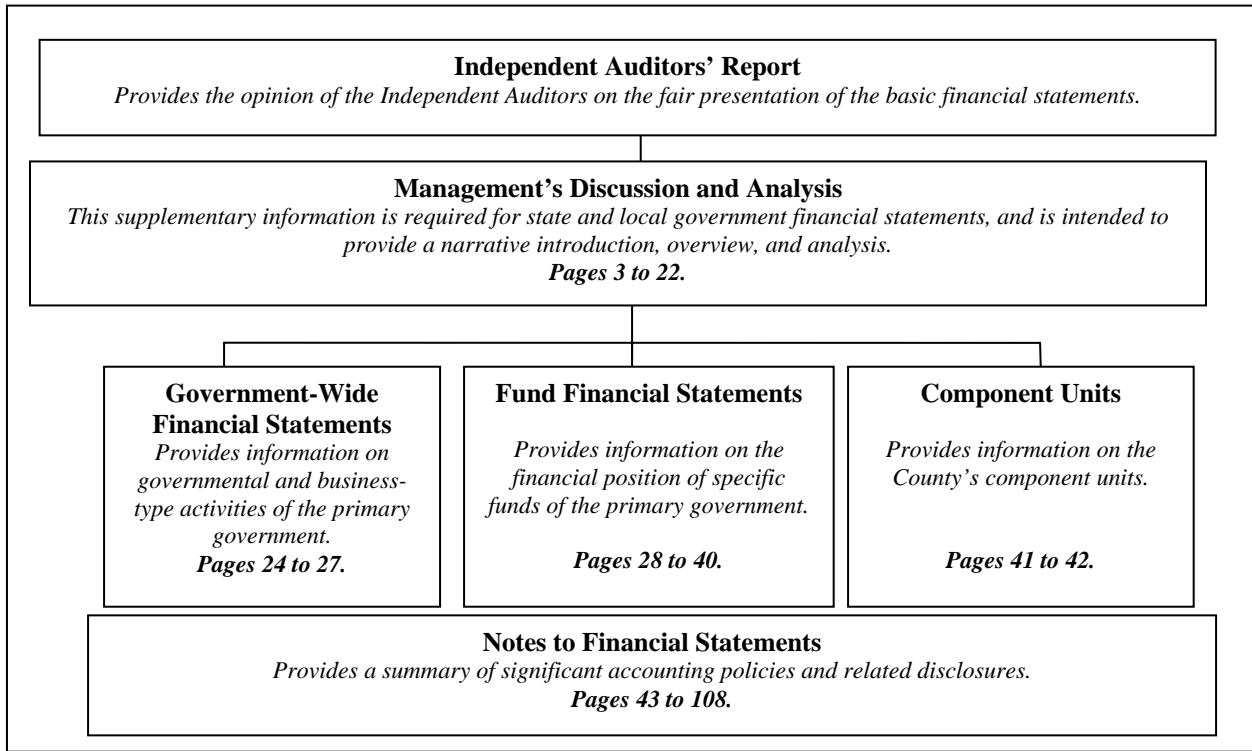 Independent Auditors’ Report
Provides the opinion of the Independent Auditors on the fair presentation of the basic financial statements.
Management’s Discussion and Analysis
This supplementary information is required for state and local government financial statements, and is intended to
provide a narrative introduction, overview, and analysis.
Pages 3 to 22.
Government-Wide
Financial Statements
Provides information on
governmental and business-
type activities of the primary
government.
Pages 24 to 27.
Fund Financial Statements
Provides information on the
financial position of specific
funds of the primary government.
Pages 28 to 40.
Component Units
Provides information on the
County’s component units.
Pages 41 to 42.
Notes to Financial Statements
Provides a summary of significant accounting policies and related disclosures.
Pages 43 to 108.